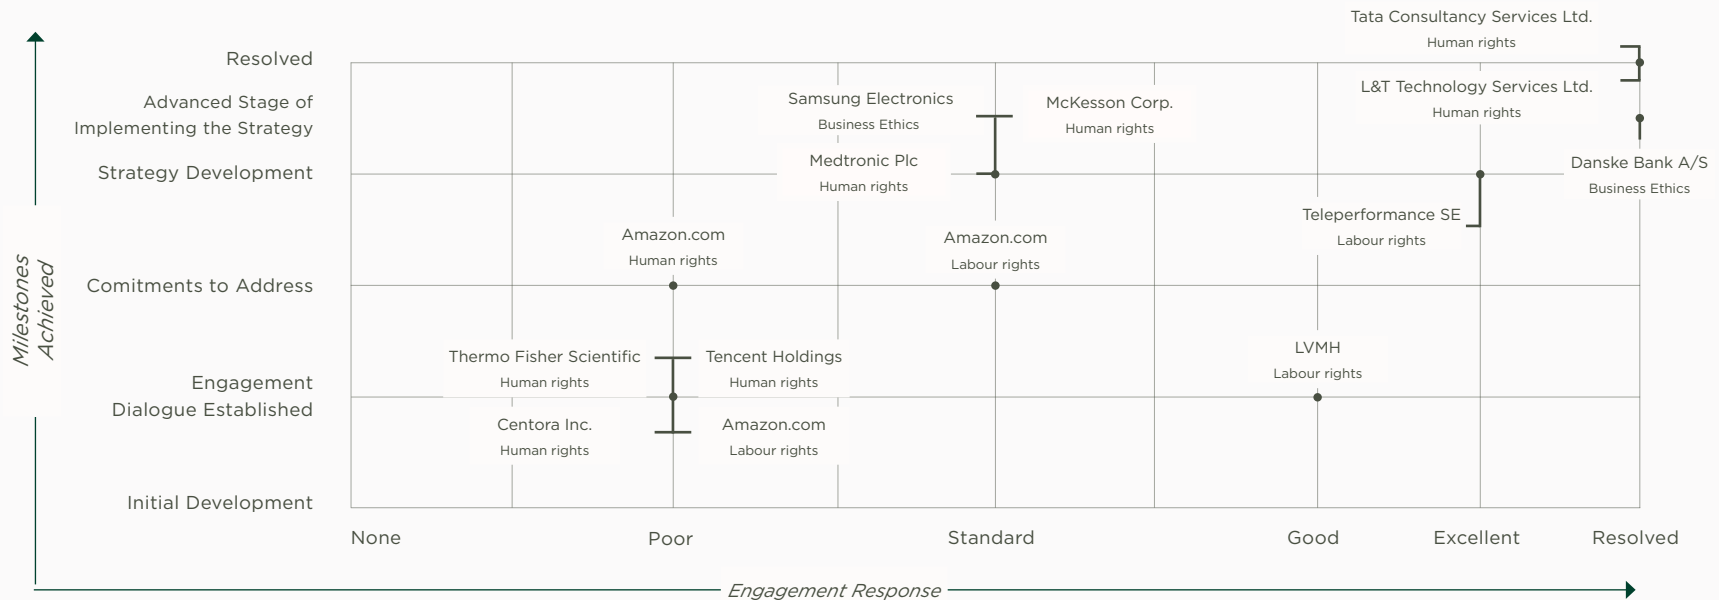 Tata Consultancy Services Ltd.
Human rights
Resolved
L&T Technology Services Ltd.
Human rights
Advanced Stage of
Implementing the Strategy
Samsung Electronics
Business Ethics
McKesson Corp.
Human rights
Medtronic Plc
Human rights
Danske Bank A/S
Business Ethics
Strategy Development
Teleperformance SE
Labour rights
Amazon.com
Human rights
Amazon.com
Labour rights
Comitments to Address
Milestones
Achieved
Thermo Fisher Scientific
Human rights
Tencent Holdings
Human rights
LVMH
Labour rights
Engagement
Dialogue Established
Centora Inc.
Human rights
Amazon.com
Labour rights
Initial Development
None
Poor
Standard
Good
Excellent
Resolved
Engagement Response